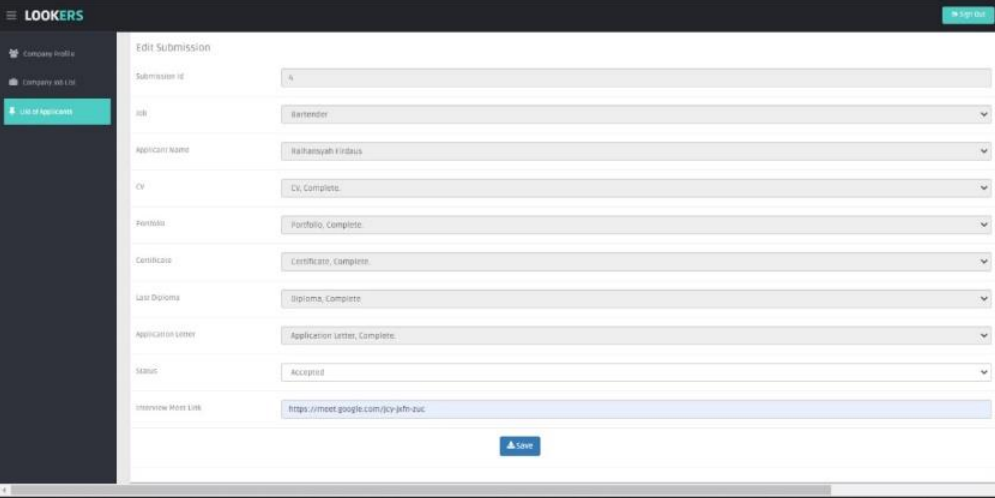 LOOKERS
Sign Out
Company Profile
Company Job List
List of Applicants
Edit Submission
Submission Id
Job
Bartender
Applicant Name
Raihansyah Firdaus
CV
CV, Complete.
Portfolio
Portfolio, Complete.
Certificate
Certificate, Complete.
Last Diploma
Diploma, Complete
Application Letter
Application Letter, Complete.
Status
Accepted
Interview Meet Link
https://meet.google.com/jcy-jxfn-zuc
Save